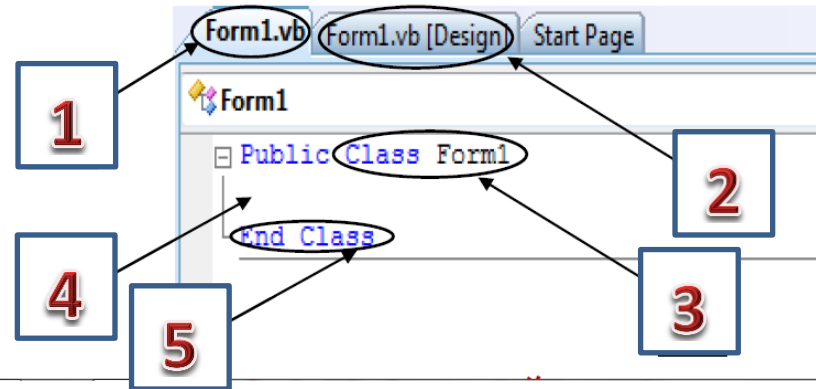 Form1.vb Form1.vb [Design] Start Page
1
Form1
Public Class Form1
2
End Class
4
3
5